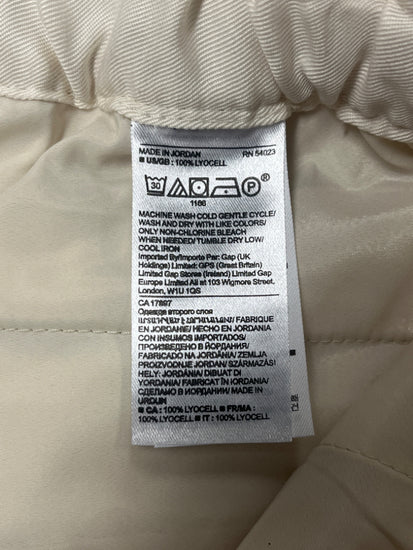 MADE IN JORDAN RN 54023
■ US/GB : 100% LYOCELL
30 P
1166
MACHINE WASH COLD GENTLE CYCLE/
WASH AND DRY WITH LIKE COLORS/
ONLY NON-CHLORINE BLEACH
WHEN NEEDED/TUMBLE DRY LOW/
COOL IRON
Imported By/Importe Par: Gap (UK
Holdings) Limited: GPS (Great Britain)
Limited Gap Stores (Ireland) Limited Gap
Europe Limited All at 103 Wigmore Street,
London, W1U 1QS
CA 17897
Одежда второго слоя
FABRIQUE
EN JORDANIE/ HECHO EN JORDANIA
CON INSUMOS IMPORTADOS/
ПРОИЗВЕДЕНО В ЙОРДАНИИ/
FABRICADO NA JORDÂNIA/ ZEMLJA
PROIZVODNJE JORDAN/ SZÁRMAZÁSI
HELY: JORDÁNIA/ DIBUAT DI
YORDANIA/ FABRICAT ÎN IORDANIA/
СДЕЛАНО В ИОРДАНИИ/ MADE IN
URDUN
■ CA : 100% LYOCELL ■ FR/MA :
100% LYOCELL ■ IT : 100% LYOCELL